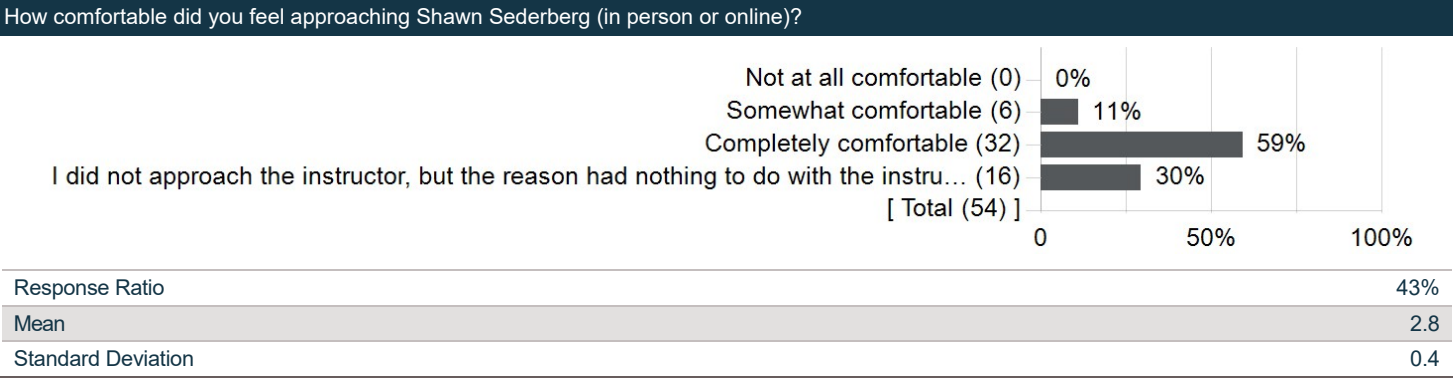 How comfortable did you feel approaching Shawn Sederberg (in person or online)?
Not at all comfortable (0) 0%
Somewhat comfortable (6) 11%
Completely comfortable (32) 59%
I did not approach the instructor, but the reason had nothing to do with the instru... (16) 30%
[ Total (54) ]
0 50% 100%
Response Ratio 43%
Mean 2.8
Standard Deviation 0.4